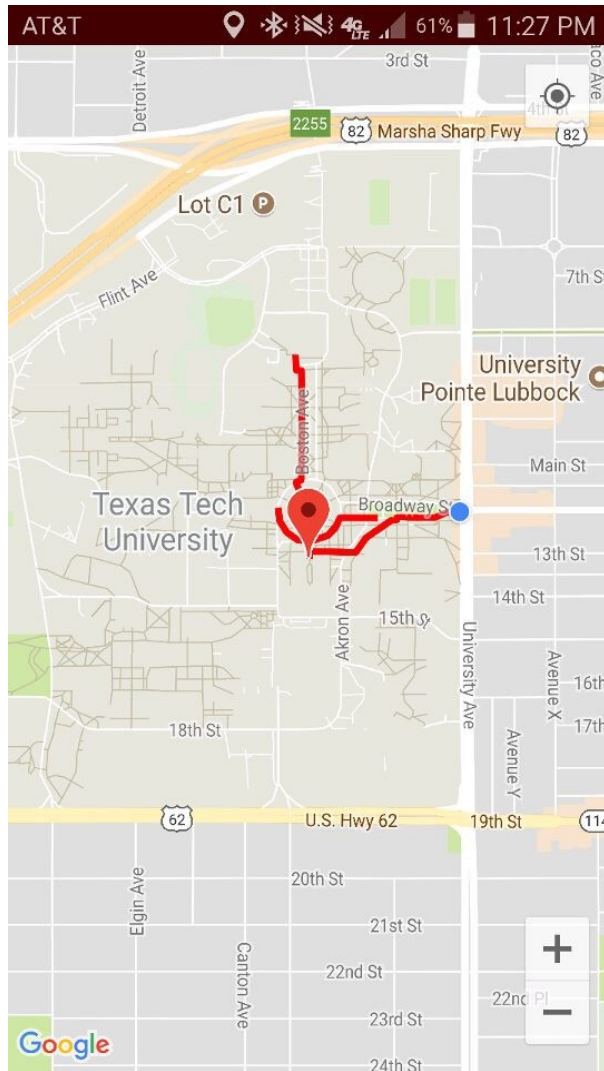 AT&T 4G LTE 61% 11:27 PM
Detroit Ave
3rd St
4th St
2255
82
Marsha Sharp Fwy
82
Lot C1 P
Flint Ave
7th S
University
Pointe Lubbock
Boston Ave
Main St
Texas Tech
University
Broadway St
13th St
14th St
Akron Ave
15th St
University Ave
Avenue X
16th
17th
18th St
Avenue Y
62
U.S. Hwy 62
19th St
114
Elgin Ave
20th St
21st St
Canton Ave
22nd St
22nd Pl
23rd St
24th St
+
−
Google